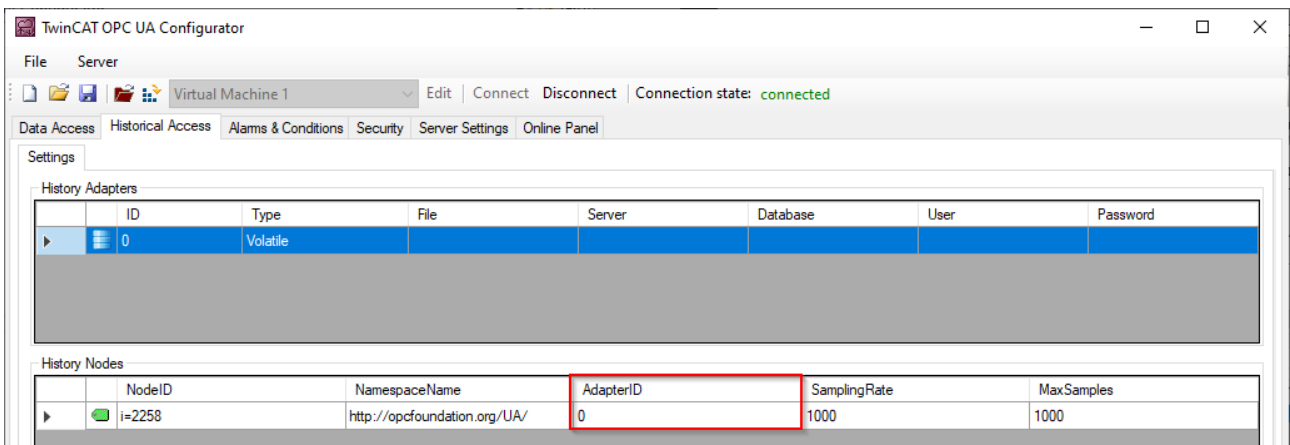 TwinCAT OPC UA Configurator
File Server
Virtual Machine 1 Edit Connect Disconnect Connection state: connected
Data Access Historical Access Alarms & Conditions Security Server Settings Online Panel
Settings
History Adapters
ID Type File Server Database User Password
0 Volatile
History Nodes
NodeID NamespaceName AdapterID SamplingRate MaxSamples
i=2258 http://opcfoundation.org/UA/ 0 1000 1000